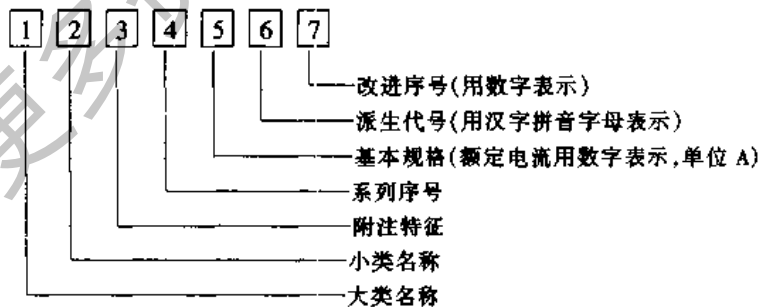 1 2 3 4 5 6 7
改进序号(用数字表示)
派生代号(用汉字拼音字母表示)
基本规格(额定电流用数字表示,单位 A)
系列序号
附注特征
小类名称
大类名称
更多